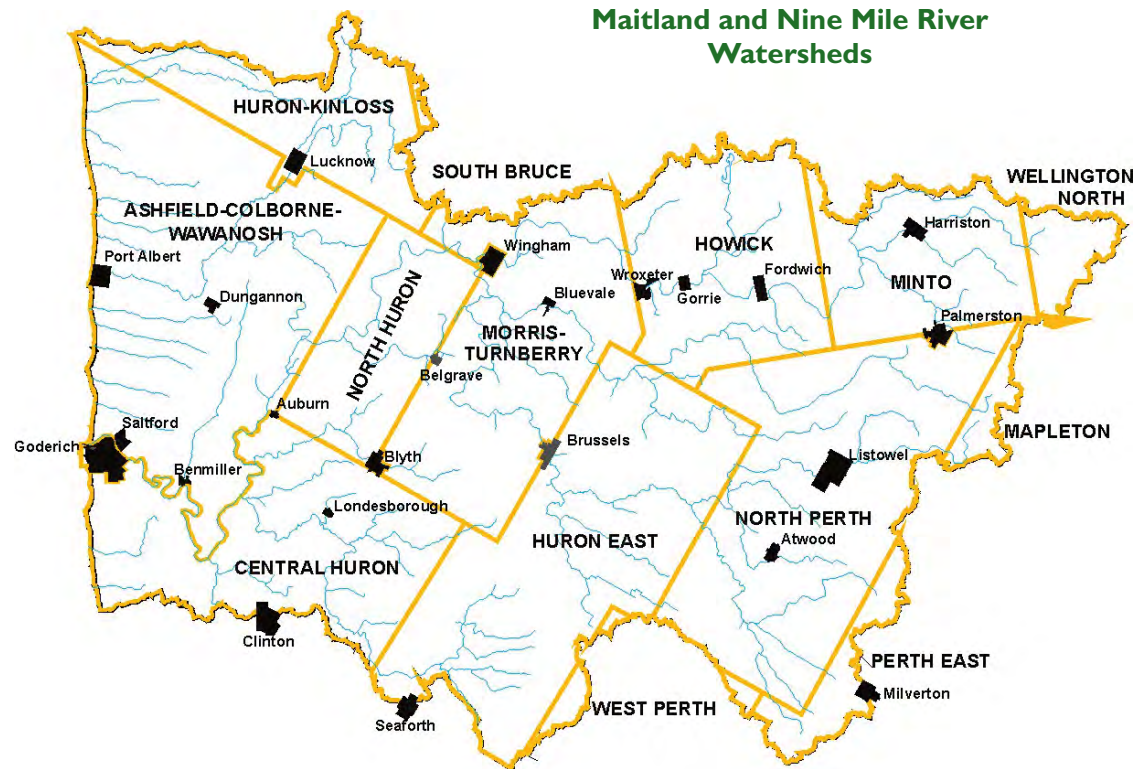 Maitland and Nine Mile River
Watersheds
HURON-KINLOSS
Lucknow
SOUTH BRUCE
WELLINGTON
NORTH
ASHFIELD-COLBORNE-
WAWANOSH
Harriston
Wingham
HOWICK
Port Albert
Wroxeter
Fordwich
MINTO
Dungannon
Bluevale
Gorrie
Palmerston
NORTH HURON
MORRIS-
TURNBERRY
Belgrave
Auburn
Saltford
Goderich
Brussels
MAPLETON
Blyth
Listowel
Benmiller
Londesborough
NORTH PERTH
HURON EAST
Atwood
CENTRAL HURON
Clinton
PERTH EAST
Milverton
WEST PERTH
Seaforth